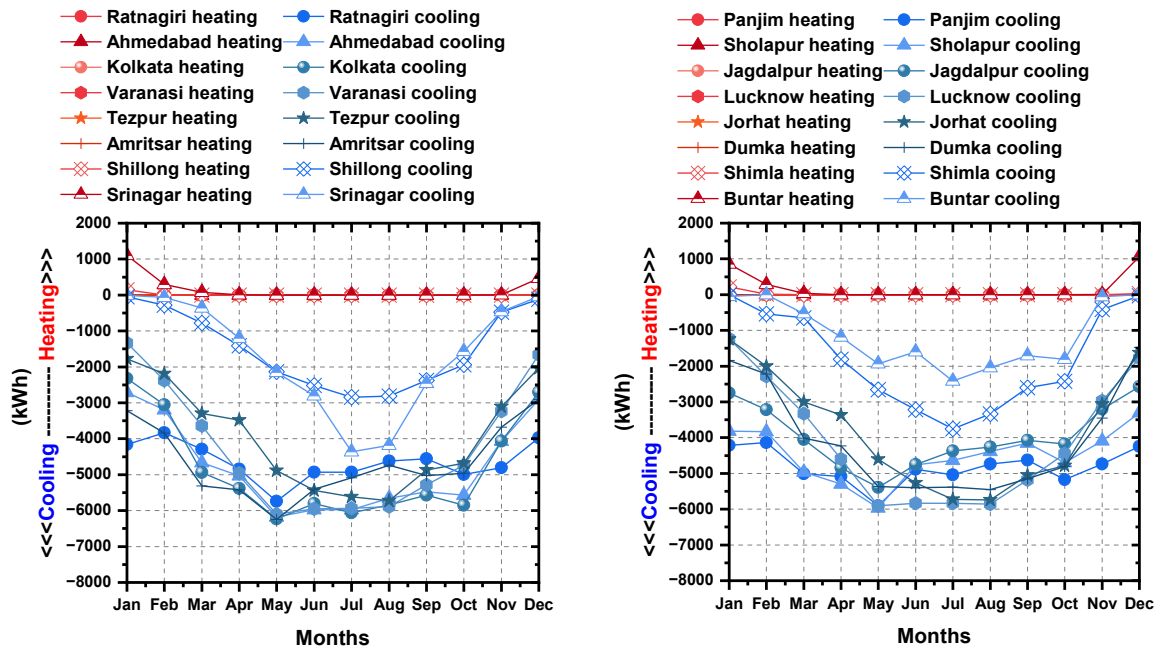 Ratnagiri heating Ratnagiri cooling
Ahmedabad heating Ahmedabad cooling
Kolkata heating Kolkata cooling
Varanasi heating Varanasi cooling
Tezpur heating Tezpur cooling
Amritsar heating Amritsar cooling
Shillong heating Shillong cooling
Srinagar heating Srinagar cooling
2000
1000
0
−1000
−2000
−3000
−4000
−5000
−6000
−7000
−8000
<<<Cooling --------- Heating>>>
(kWh)
Jan Feb Mar Apr May Jun Jul Aug Sep Oct Nov Dec
Months
Panjim heating Panjim cooling
Sholapur heating Sholapur cooling
Jagdalpur heating Jagdalpur cooling
Lucknow heating Lucknow cooling
Jorhat heating Jorhat cooling
Dumka heating Dumka cooling
Shimla heating Shimla cooing
Buntar heating Buntar cooling
2000
1000
0
−1000
−2000
−3000
−4000
−5000
−6000
−7000
−8000
<<<Cooling --------- Heating>>>
(kWh)
Jan Feb Mar Apr May Jun Jul Aug Sep Oct Nov Dec
Months